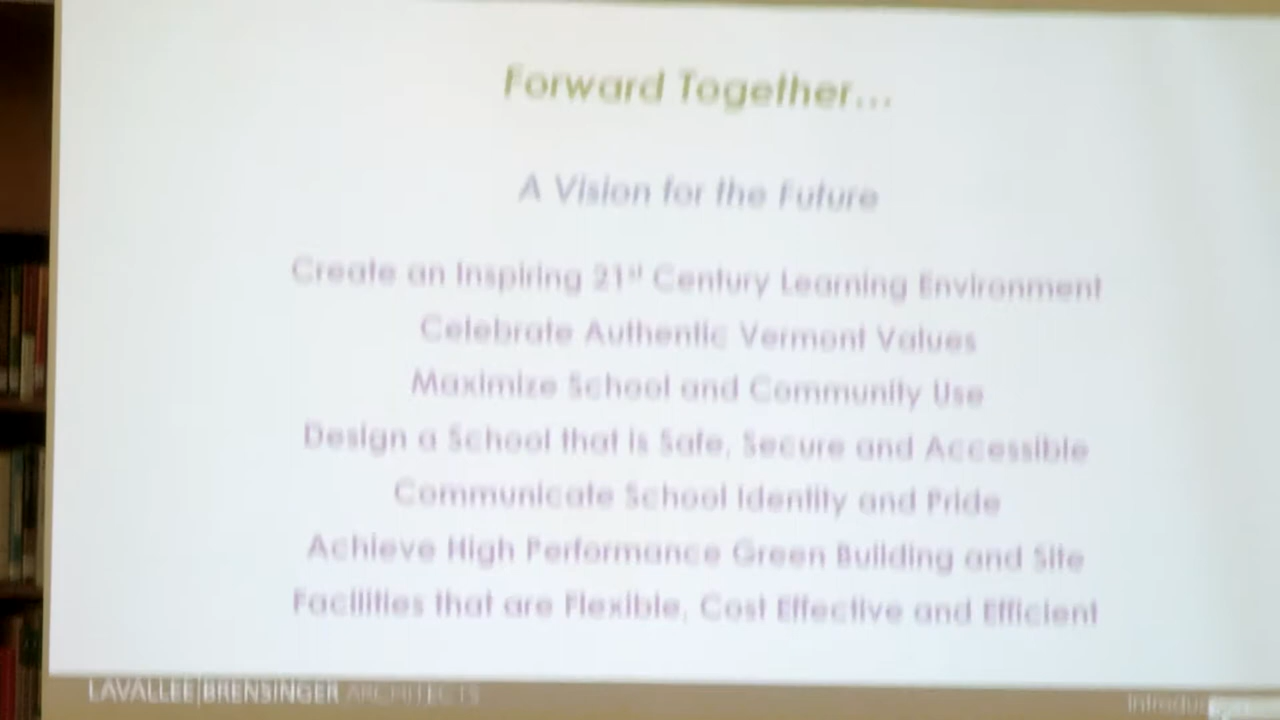 Forward Together...
A Vision for the Future
Create an Inspiring 21st Century Learning Environment
Celebrate Authentic Vermont Values
Maximize School and Community Use
Design a School that is Safe, Secure and Accessible
Communicate School Identity and Pride
Achieve High Performance Green Building and Site
Facilities that are Flexible, Cost Effective and Efficient
LAVALLEE|BRENSINGER ARCHITECTS